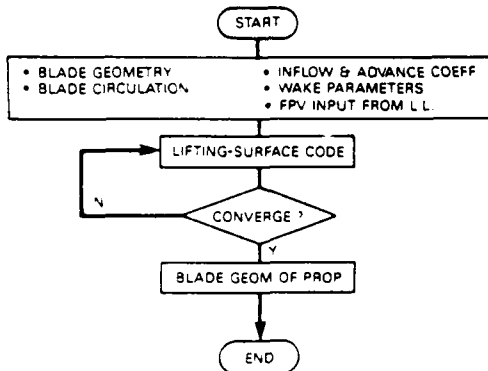 START
• BLADE GEOMETRY
• BLADE CIRCULATION
• INFLOW & ADVANCE COEFF
• WAKE PARAMETERS
• FPV INPUT FROM L.L.
LIFTING-SURFACE CODE
N
CONVERGE ?
Y
BLADE GEOM OF PROP
END